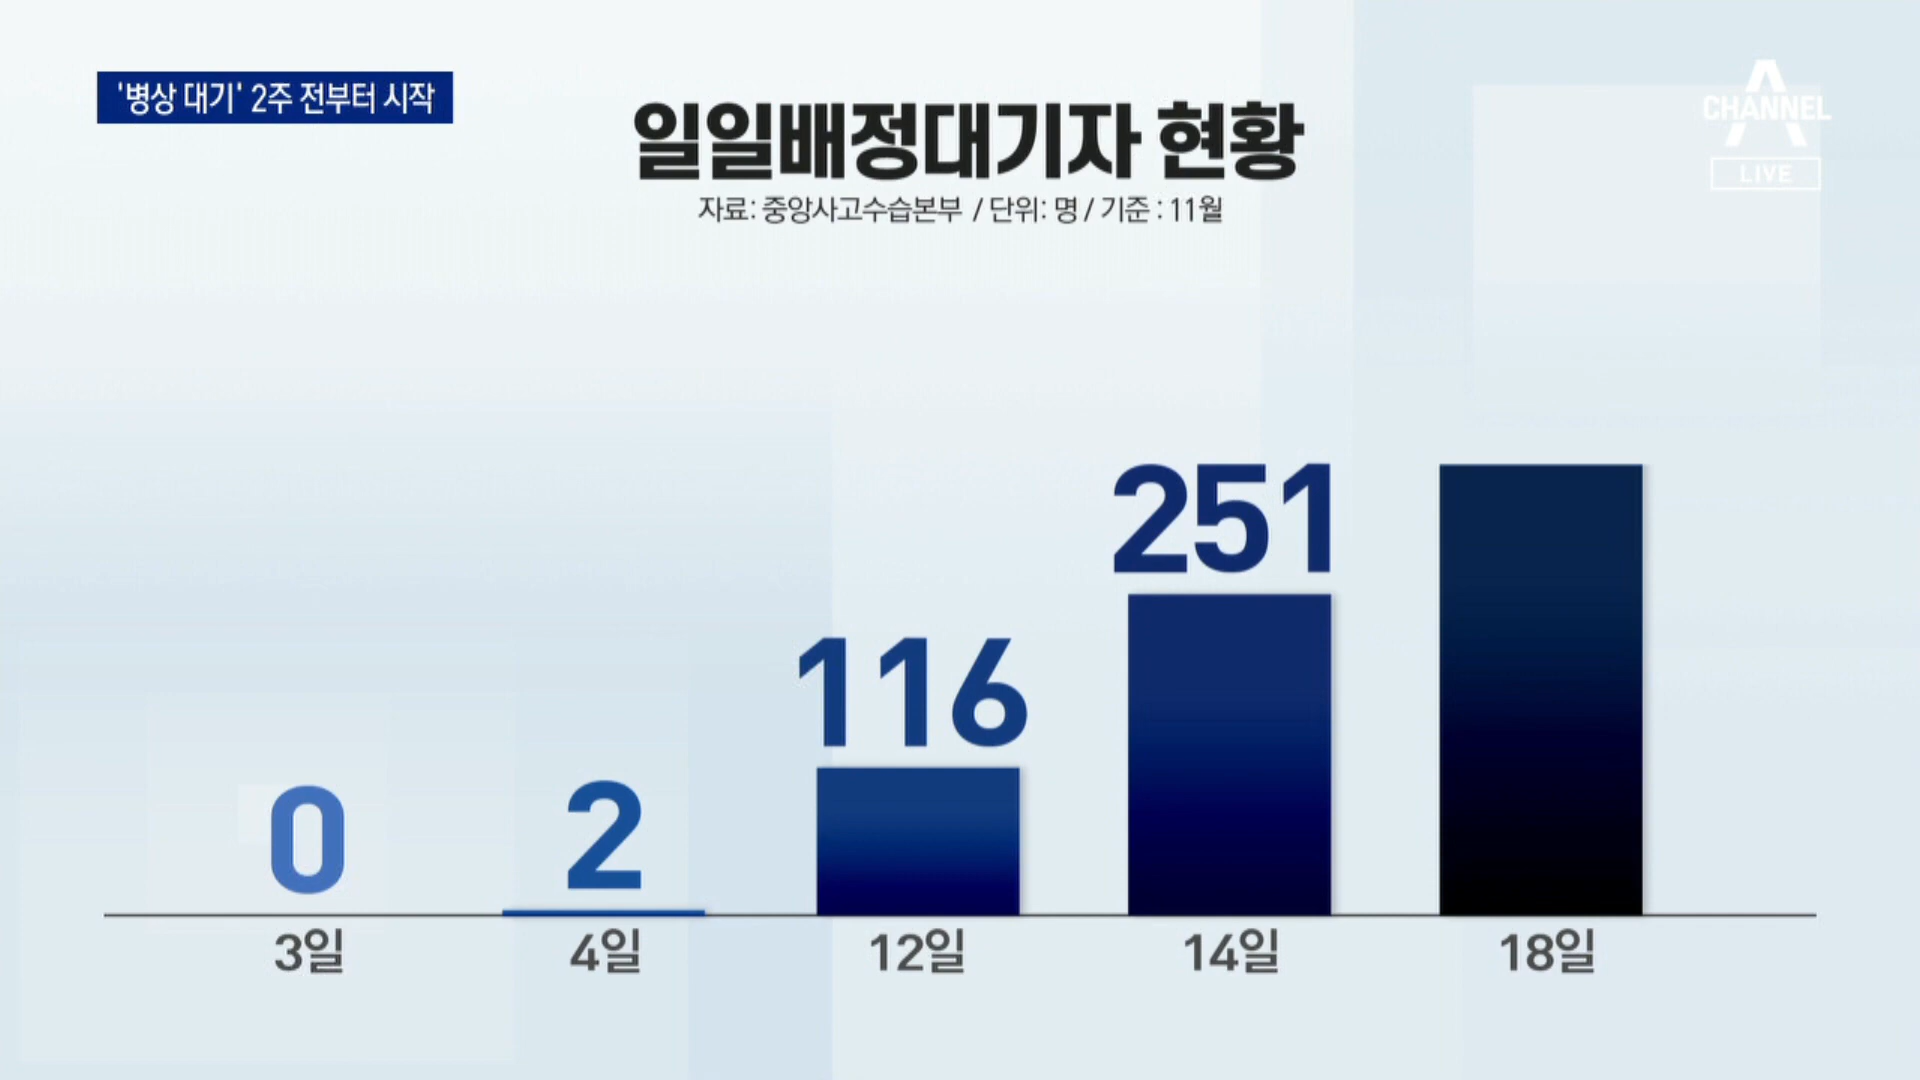 '병상 대기' 2주 전부터 시작
CHANNEL A
LIVE
일일배정대기자 현황
자료: 중앙사고수습본부 / 단위: 명 / 기준 : 11월
0
2
116
251
3일
4일
12일
14일
18일